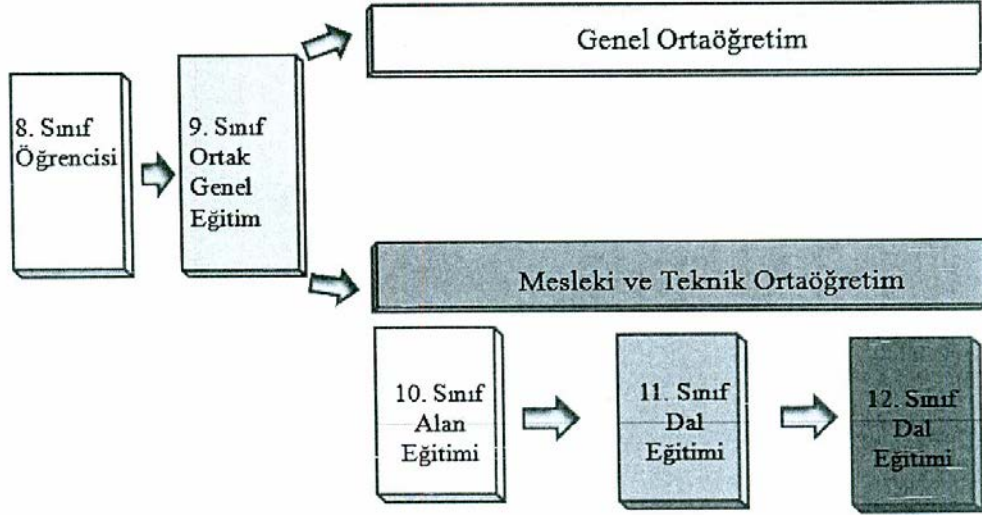 8. Sınıf
Öğrencisi
9. Sınıf
Ortak
Genel
Eğitim
Genel Ortaöğretim
Mesleki ve Teknik Ortaöğretim
10. Sınıf
Alan
Eğitimi
11. Sınıf
Dal
Eğitimi
12. Sınıf
Dal
Eğitimi